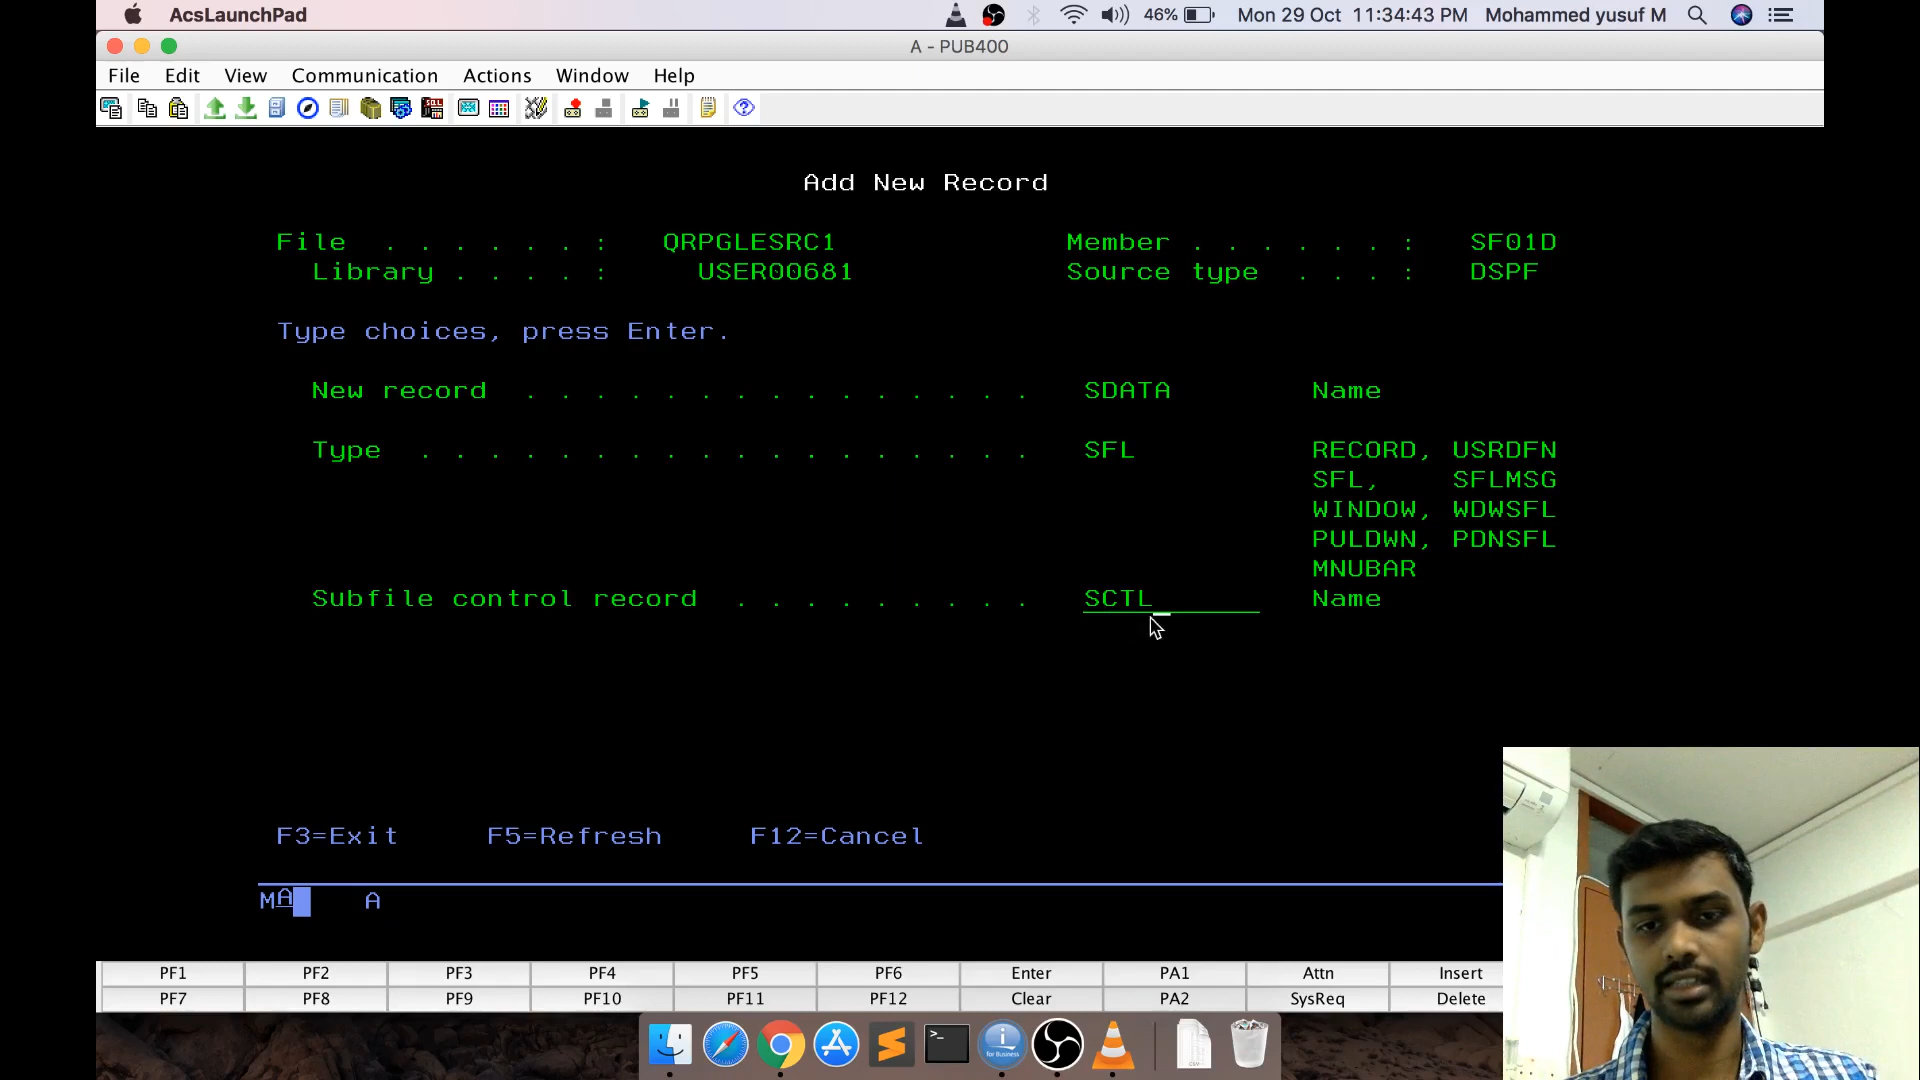 AcsLaunchPad 46% Mon 29 Oct 11:34:43 PM Mohammed yusuf M
A - PUB400
File Edit View Communication Actions Window Help
Add New Record
File . . . . . . : QRPGLESRC1 Member . . . . . . : SF01D
Library . . . . : USER00681 Source type . . . : DSPF
Type choices, press Enter.
New record . . . . . . . . . . . . . . . SDATA Name
Type . . . . . . . . . . . . . . . . . . SFL RECORD, USRDFN
SFL, SFLMSG
WINDOW, WDWSFL
PULDWN, PDNSFL
MNUBAR
Subfile control record . . . . . . . . . SCTL Name
F3=Exit F5=Refresh F12=Cancel
MA A
PF1 PF2 PF3 PF4 PF5 PF6 Enter PA1 Attn Insert
PF7 PF8 PF9 PF10 PF11 PF12 Clear PA2 SysReq Delete
for Business